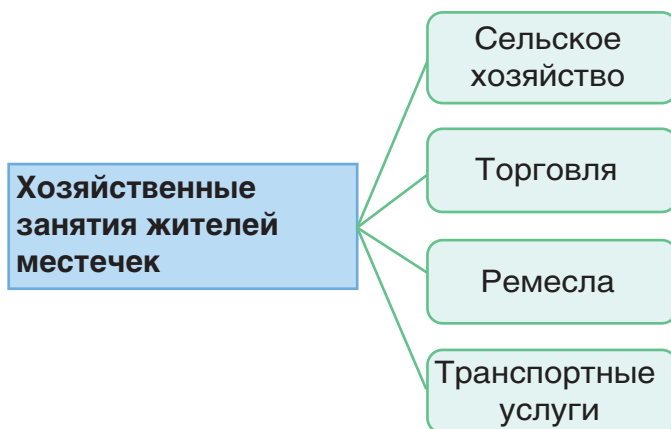 Хозяйственные
занятия жителей
местечек
Сельское
хозяйство
Торговля
Ремесла
Транспортные
услуги